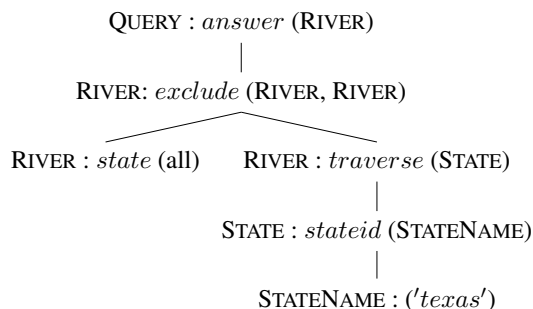 QUERY : answer (RIVER)
RIVER: exclude (RIVER, RIVER)
RIVER : state (all)
RIVER : traverse (STATE)
STATE : stateid (STATENAME)
STATENAME : ('texas')